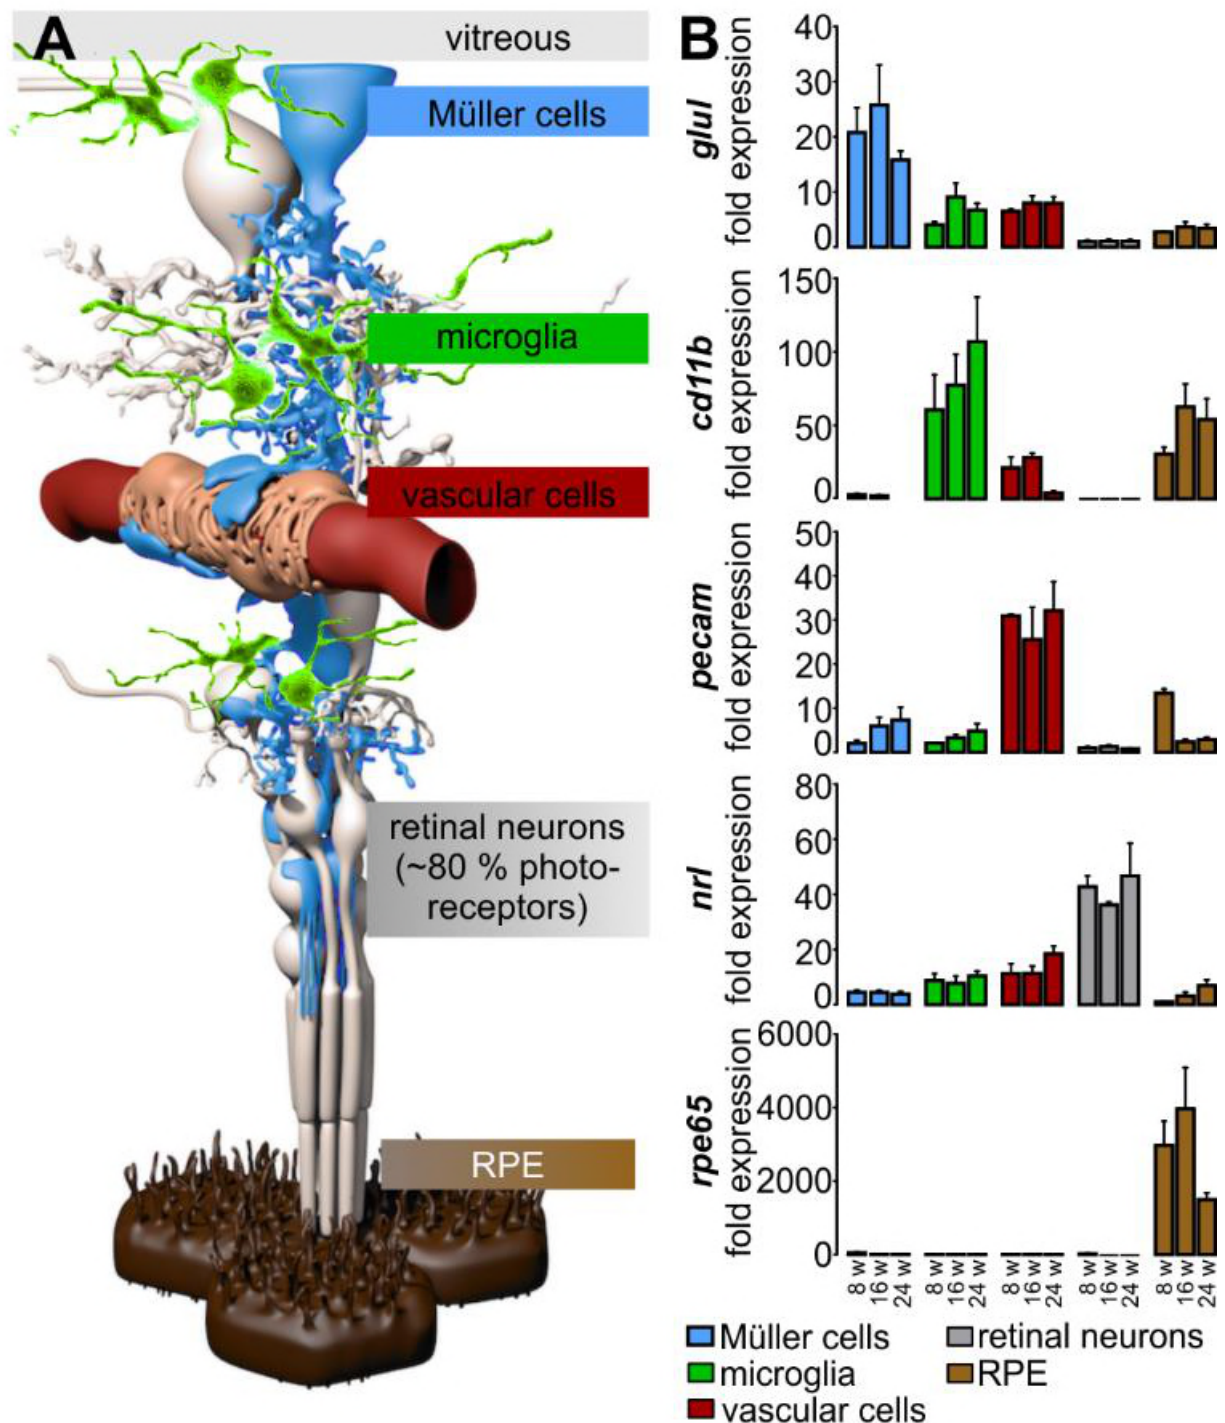 A
vitreous
Müller cells
microglia
vascular cells
retinal neurons
(~80 % photo-
receptors)
RPE
B
glul
fold expression
40
30
20
10
0
cd11b
fold expression
150
100
50
0
pecam
fold expression
50
40
30
20
10
0
nrl
fold expression
80
60
40
20
0
rpe65
fold expression
6000
4000
2000
0
8 w
16 w
24 w
8 w
16 w
24 w
8 w
16 w
24 w
8 w
16 w
24 w
8 w
16 w
24 w
Müller cells
microglia
vascular cells
retinal neurons
RPE